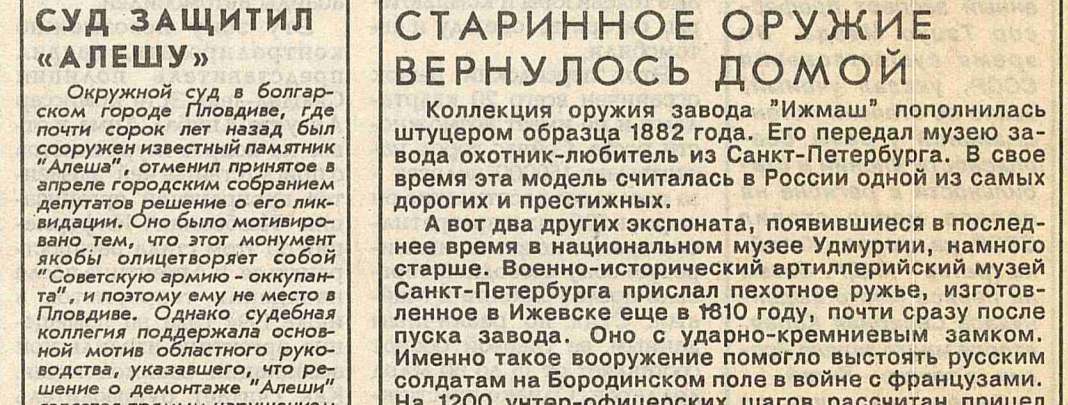 СУД ЗАЩИТИЛ
«АЛЕШУ»
Окружной суд в болгар-
ском городе Пловдиве, где
почти сорок лет назад был
сооружен известный памятник
"Алеша", отменил принятое в
апреле городским собранием
депутатов решение о его лик-
видации. Оно было мотивиро-
вано тем, что этот монумент
якобы олицетворяет собой
"Советскую армию - оккупан-
та", и поэтому ему не место в
Пловдиве. Однако судебная
коллегия поддержала основ-
ной мотив областного руко-
водства, указавшего, что ре-
шение о демонтаже "Алеши"
СТАРИННОЕ ОРУЖИЕ
ВЕРНУЛОСЬ ДОМОЙ
Коллекция оружия завода "Ижмаш" пополнилась
штуцером образца 1882 года. Его передал музею за-
вода охотник-любитель из Санкт-Петербурга. В свое
время эта модель считалась в России одной из самых
дорогих и престижных.
А вот два других экспоната, появившиеся в послед-
нее время в национальном музее Удмуртии, намного
старше. Военно-исторический артиллерийский музей
Санкт-Петербурга прислал пехотное ружье, изготов-
ленное в Ижевске еще в 1810 году, почти сразу после
пуска завода. Оно с ударно-кремниевым замком.
Именно такое вооружение помогло выстоять русским
солдатам на Бородинском поле в войне с французами.
На 1200 унтер-офицерских шагов рассчитан прицел